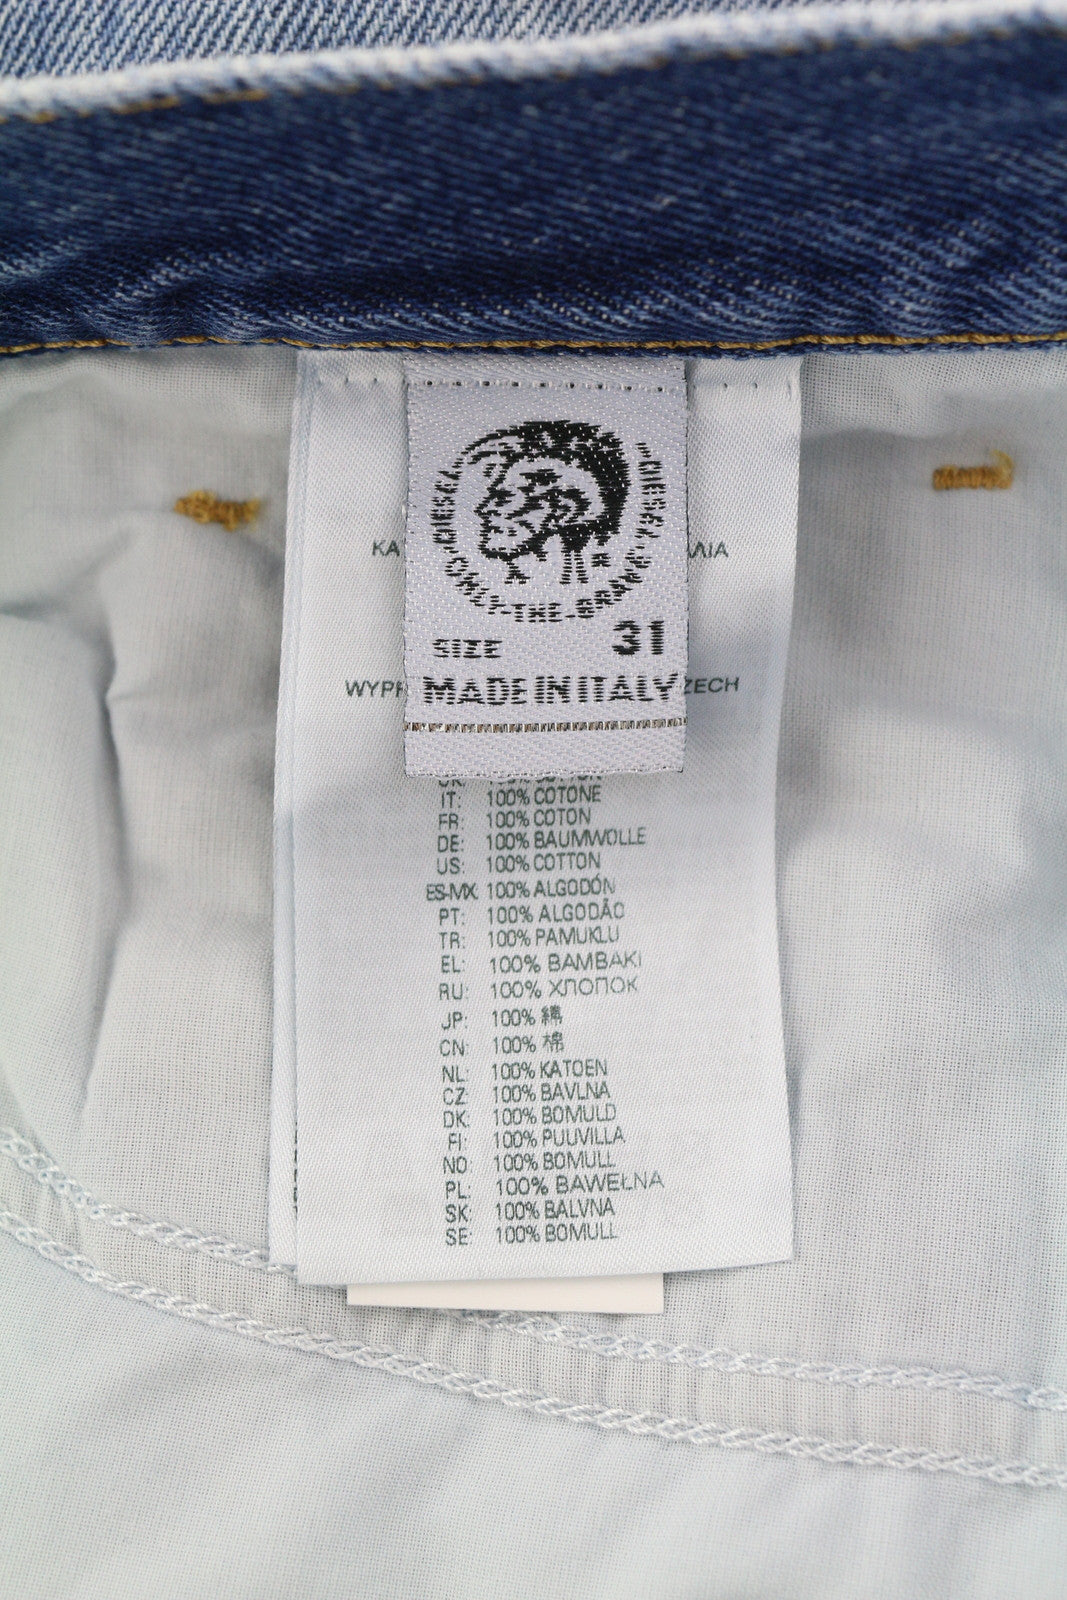 DIESEL DIESEL
ONLY-THE-BRAVE
SIZE 31
MADE IN ITALY
IT: 100% COTONE
FR: 100% COTON
DE: 100% BAUMWOLLE
US: 100% COTTON
ES-MX: 100% ALGODÓN
PT: 100% ALGODÃO
TR: 100% PAMUKLU
EL: 100% ΒΑΜΒΑΚΙ
RU: 100% ХЛОПОК
JP: 100% 綿
CN: 100% 棉
NL: 100% KATOEN
CZ: 100% BAVLNA
DK: 100% BOMULD
FI: 100% PUUVILLA
NO: 100% BOMULL
PL: 100% BAWEŁNA
SK: 100% BALVNA
SE: 100% BOMULL